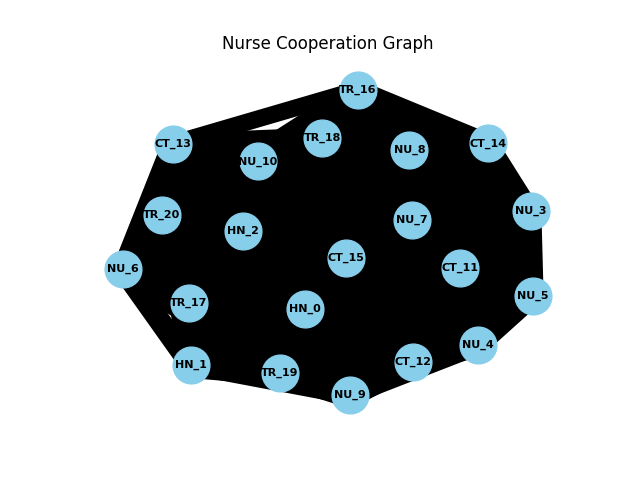 Nurse Cooperation Graph
TR_16
TR_18
CT_13
CT_14
NU_10
NU_8
TR_20
NU_3
HN_2
NU_7
CT_15
NU_6
CT_11
TR_17
NU_5
HN_0
NU_4
HN_1
CT_12
TR_19
NU_9